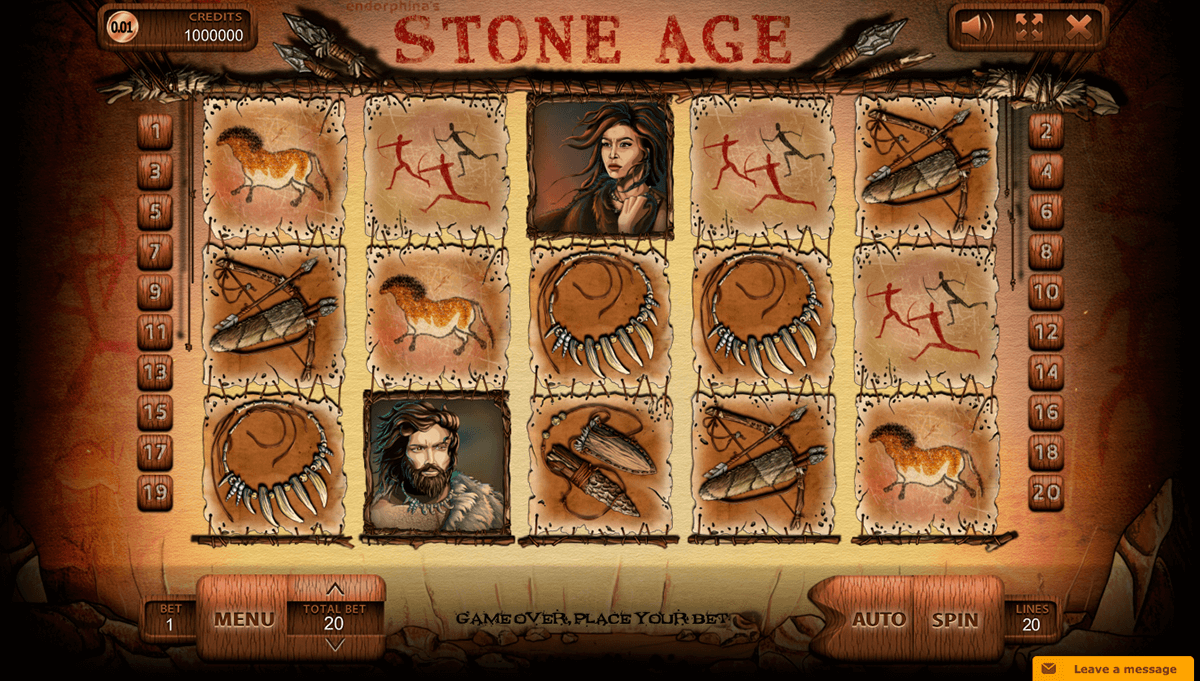 endorphina's
STONE AGE
0.01
CREDITS
1000000
1
3
5
7
9
11
13
15
17
19
2
4
6
8
10
12
14
16
18
20
BET
1
MENU
TOTAL BET
20
GAME OVER, PLACE YOUR BET
AUTO
SPIN
LINES
20
Leave a message